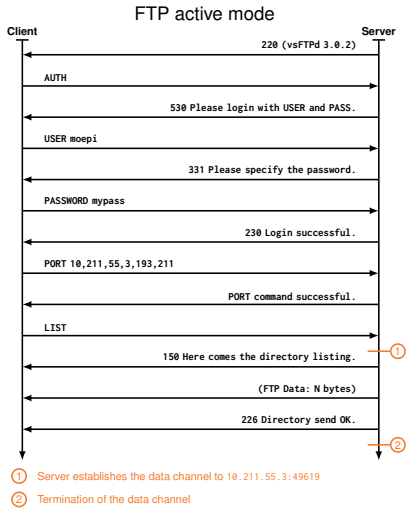 FTP active mode
Client
Server
220 (vsFTPd 3.0.2)
AUTH
530 Please login with USER and PASS.
USER moepi
331 Please specify the password.
PASSWORD mypass
230 Login successful.
PORT 10,211,55,3,193,211
PORT command successful.
LIST
1
150 Here comes the directory listing.
(FTP Data: N bytes)
226 Directory send OK.
2
1 Server establishes the data channel to 10.211.55.3:49619
2 Termination of the data channel